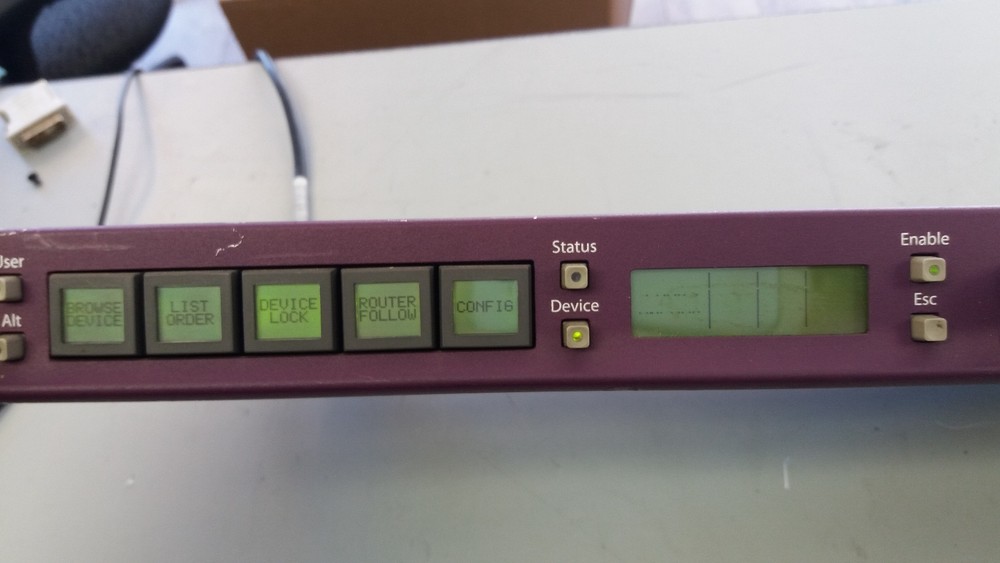 User
Alt
BROWSE
DEVICE
LIST
ORDER
DEVICE
LOCK
ROUTER
FOLLOW
CONFIG
Status
Device
Enable
Esc